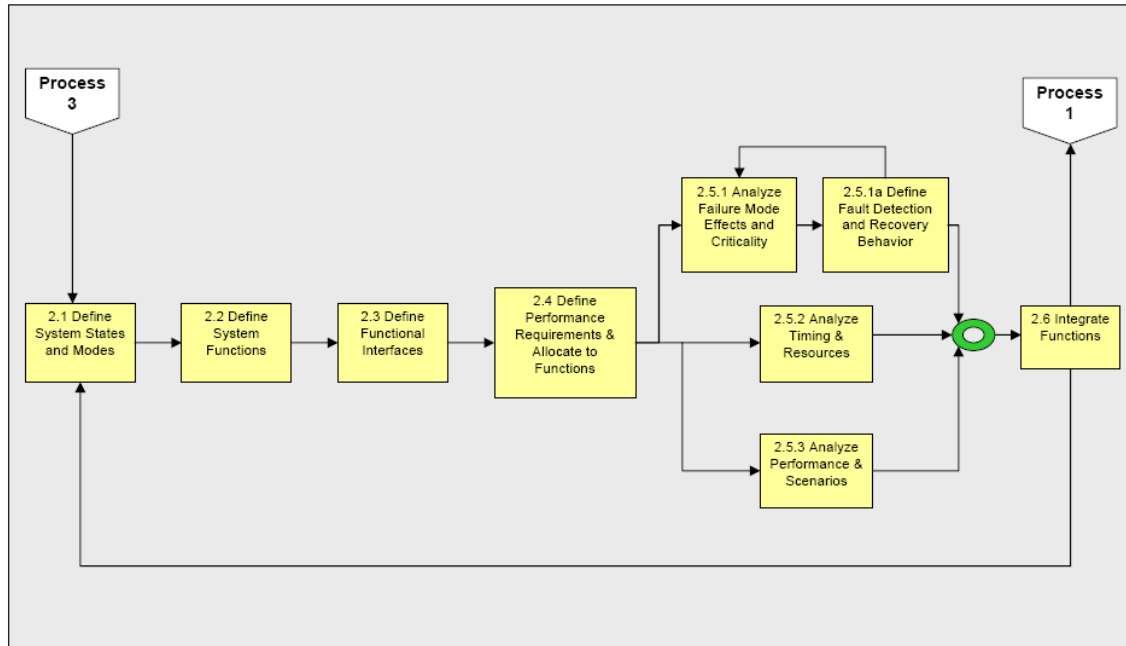 Process
3
Process
1
2.5.1 Analyze
Failure Mode
Effects and
Criticality
2.5.1a Define
Fault Detection
and Recovery
Behavior
2.1 Define
System States
and Modes
2.2 Define
System
Functions
2.3 Define
Functional
Interfaces
2.4 Define
Performance
Requirements &
Allocate to
Functions
2.5.2 Analyze
Timing &
Resources
2.6 Integrate
Functions
2.5.3 Analyze
Performance &
Scenarios